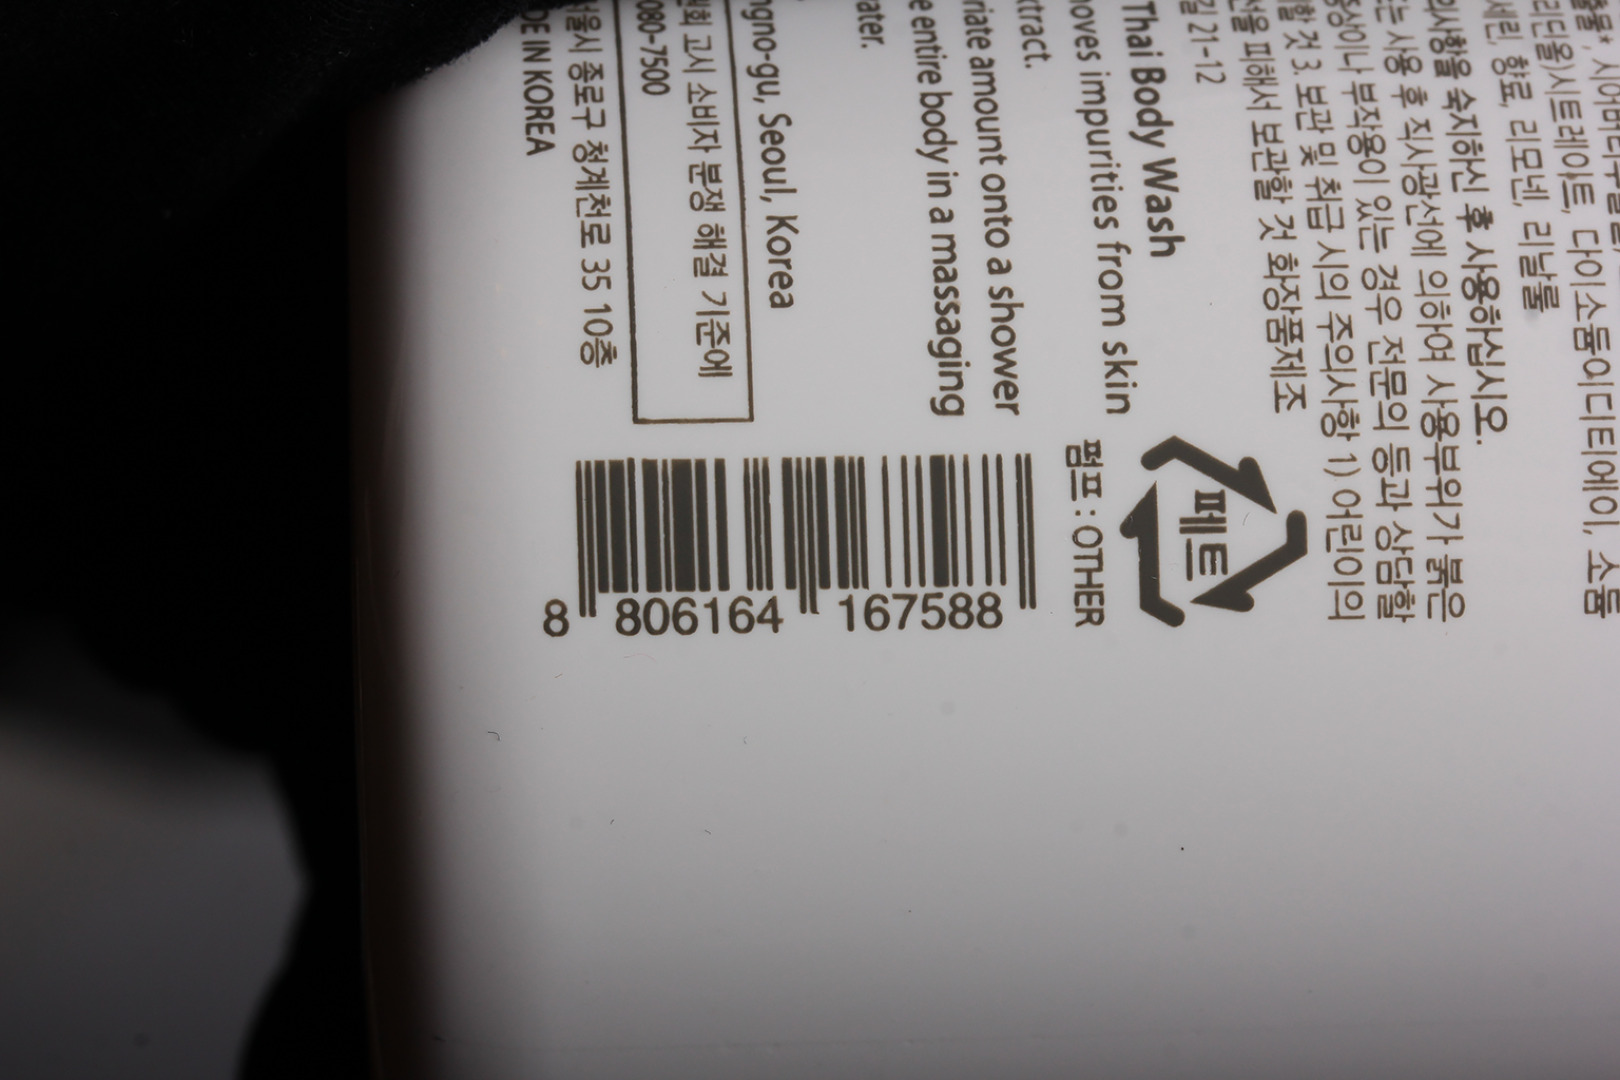 리딘올)시트레이트, 다이소듐이디티에이, 소듐
세린, 향료, 리모넨, 리날룰
의사항을 숙지하신 후 사용하십시오.
는 사용 후 직사광선에 의하여 사용부위가 붉은
증상이나 부작용이 있는 경우 전문의 등과 상담할
할 것 3. 보관 및 취급 시의 주의사항 1) 어린이의
선을 피해서 보관할 것 화장품제조
길 21-12
Thai Body Wash
oves impurities from skin
xtract.
riate amount onto a shower
e entire body in a massaging
ater.
ngno-gu, Seoul, Korea
회 고시 소비자 분쟁 해결 기준에
080-7500
울시 종로구 청계천로 35 10층
DE IN KOREA
페트
펌프 : OTHER
8 806164 167588